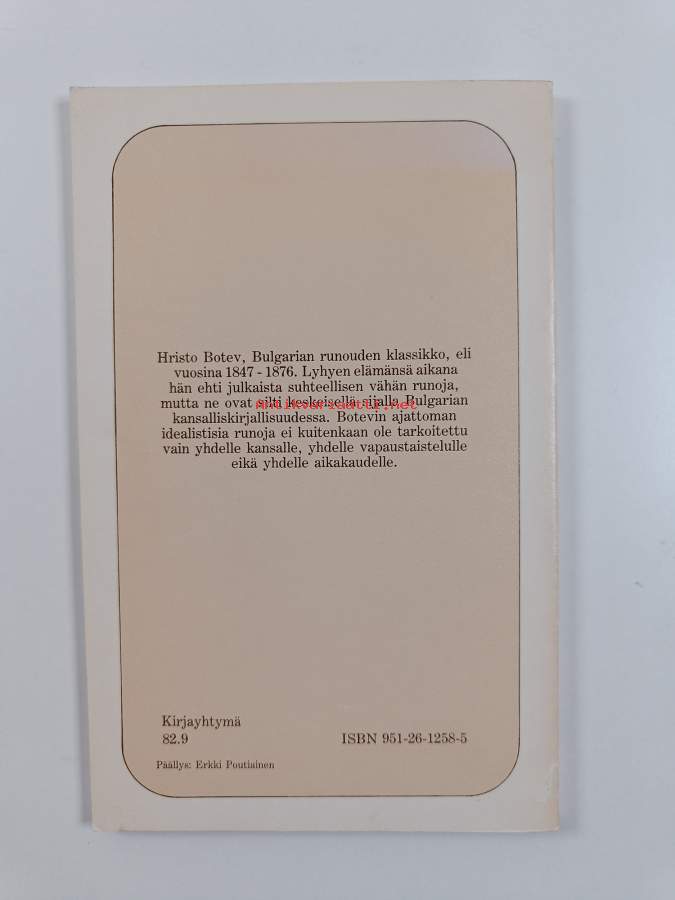 Hristo Botev, Bulgarian runouden klassikko, eli
vuosina 1847 - 1876. Lyhyen elämänsä aikana
hän ehti julkaista suhteellisen vähän runoja,
mutta ne ovat silti keskeisellä sijalla Bulgarian
antikvariaatti.net
kansalliskirjallisuudessa. Botevin ajattoman
idealistisia runoja ei kuitenkaan ole tarkoitettu
vain yhdelle kansalle, yhdelle vapaustaistelulle
eikä yhdelle aikakaudelle.
Kirjayhtymä
82.9
ISBN 951-26-1258-5
Päällys: Erkki Poutiainen